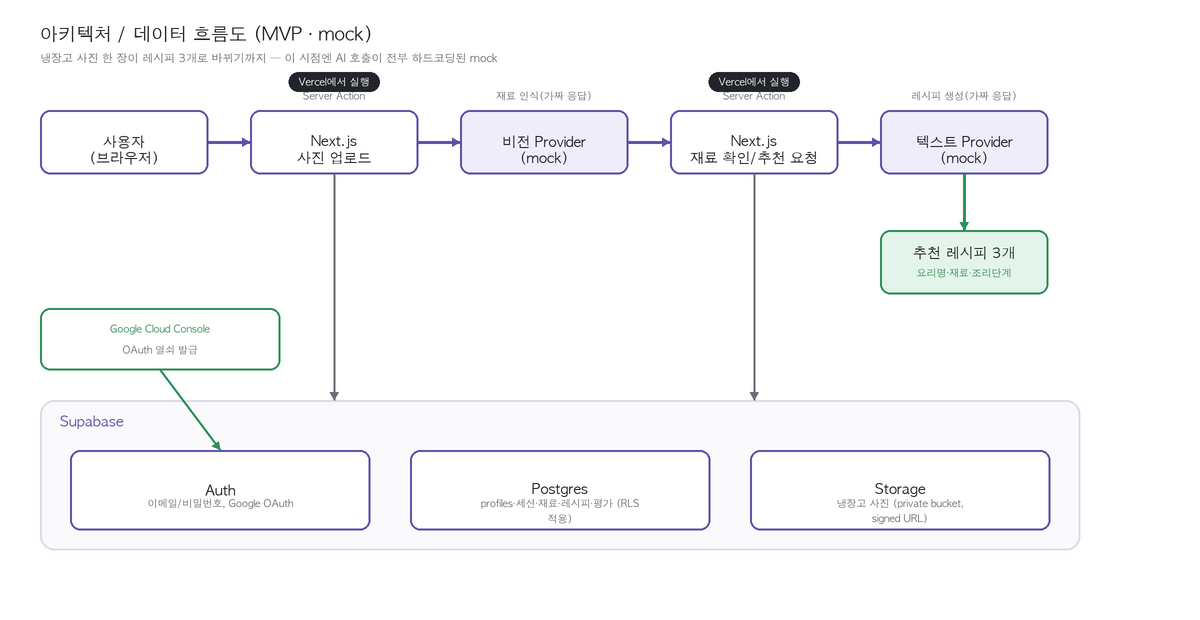 아키텍처 / 데이터 흐름도 (MVP · mock)
냉장고 사진 한 장이 레시피 3개로 바뀌기까지 — 이 시점엔 AI 호출이 전부 하드코딩된 mock
Vercel에서 실행
Server Action
재료 인식(가짜 응답)
Vercel에서 실행
Server Action
레시피 생성(가짜 응답)
사용자
(브라우저)
Next.js
사진 업로드
비전 Provider
(mock)
Next.js
재료 확인/추천 요청
텍스트 Provider
(mock)
추천 레시피 3개
요리명·재료·조리단계
Google Cloud Console
OAuth 열쇠 발급
Supabase
Auth
이메일/비밀번호, Google OAuth
Postgres
profiles·세션·재료·레시피·평가 (RLS
적용)
Storage
냉장고 사진 (private bucket,
signed URL)